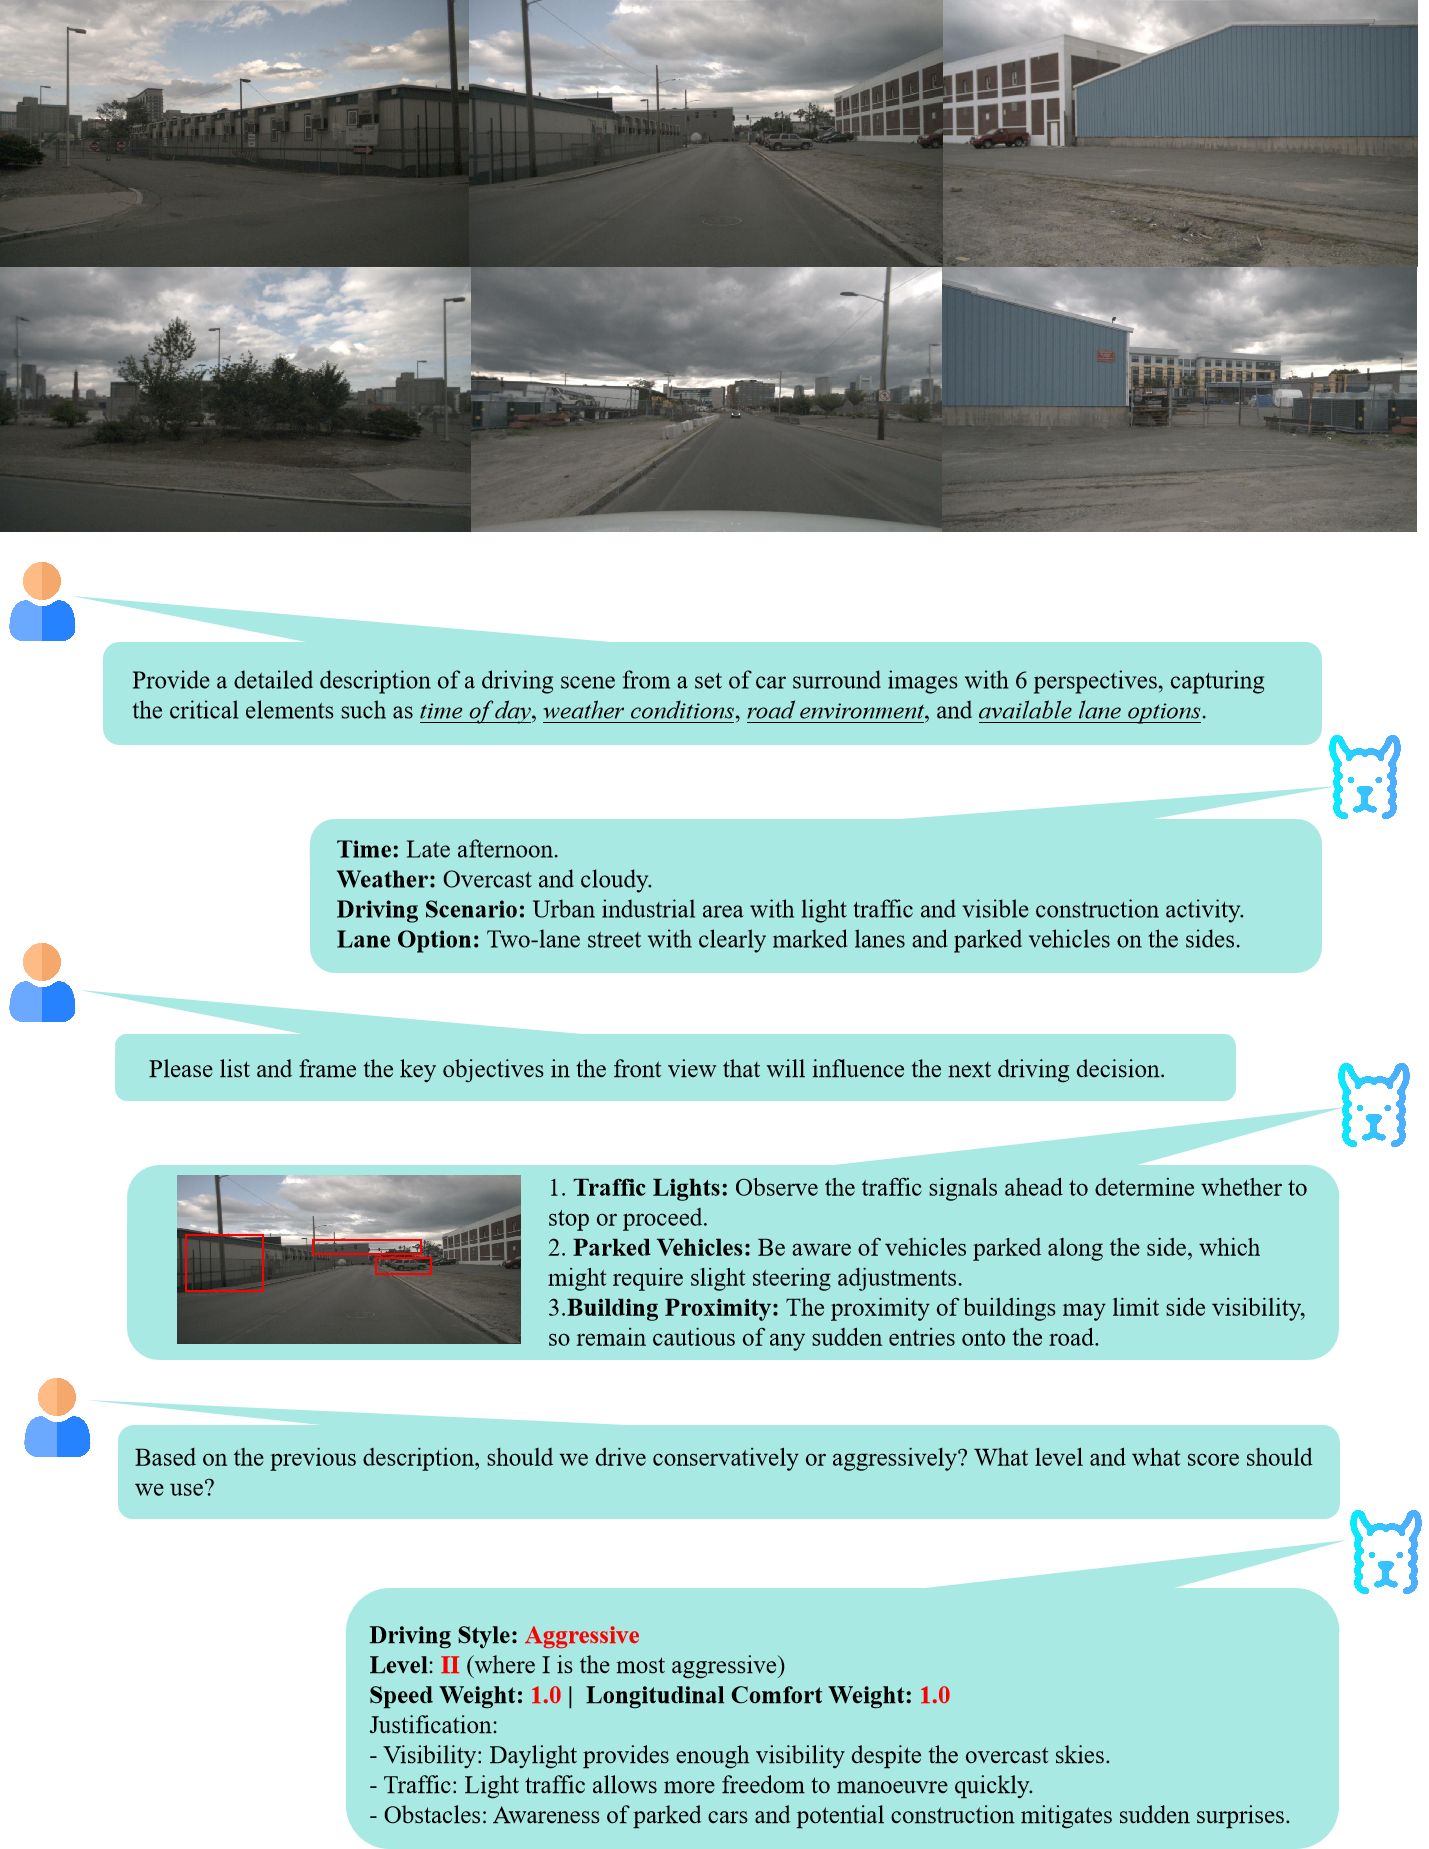 Provide a detailed description of a driving scene from a set of car surround images with 6 perspectives, capturing
the critical elements such as time of day, weather conditions, road environment, and available lane options.
Time: Late afternoon.
Weather: Overcast and cloudy.
Driving Scenario: Urban industrial area with light traffic and visible construction activity.
Lane Option: Two-lane street with clearly marked lanes and parked vehicles on the sides.
Please list and frame the key objectives in the front view that will influence the next driving decision.
1. Traffic Lights: Observe the traffic signals ahead to determine whether to
stop or proceed.
2. Parked Vehicles: Be aware of vehicles parked along the side, which
might require slight steering adjustments.
3.Building Proximity: The proximity of buildings may limit side visibility,
so remain cautious of any sudden entries onto the road.
Based on the previous description, should we drive conservatively or aggressively? What level and what score should
we use?
Driving Style: Aggressive
Level: II (where I is the most aggressive)
Speed Weight: 1.0 | Longitudinal Comfort Weight: 1.0
Justification:
- Visibility: Daylight provides enough visibility despite the overcast skies.
- Traffic: Light traffic allows more freedom to manoeuvre quickly.
- Obstacles: Awareness of parked cars and potential construction mitigates sudden surprises.